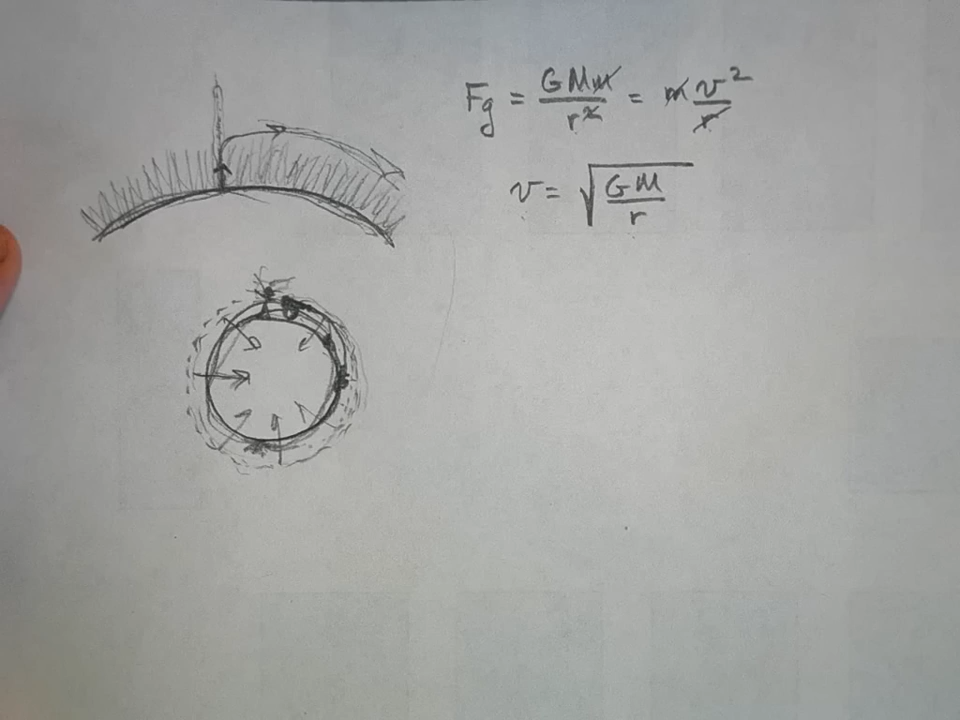 Fg = GMm/r² = m v²/r
v = √(GM/r)